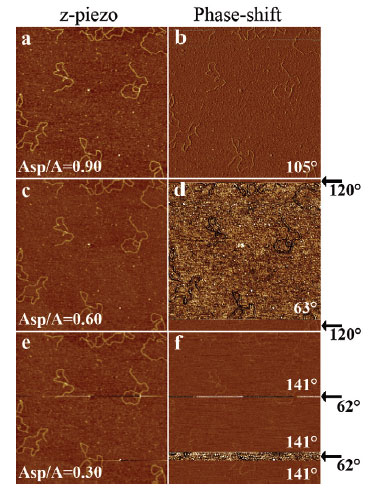 z-piezo Phase-shift
a b
Asp/A=0.90 105°
120°
c d
Asp/A=0.60 63°
120°
e f
141°
62°
141°
62°
Asp/A=0.30 141°